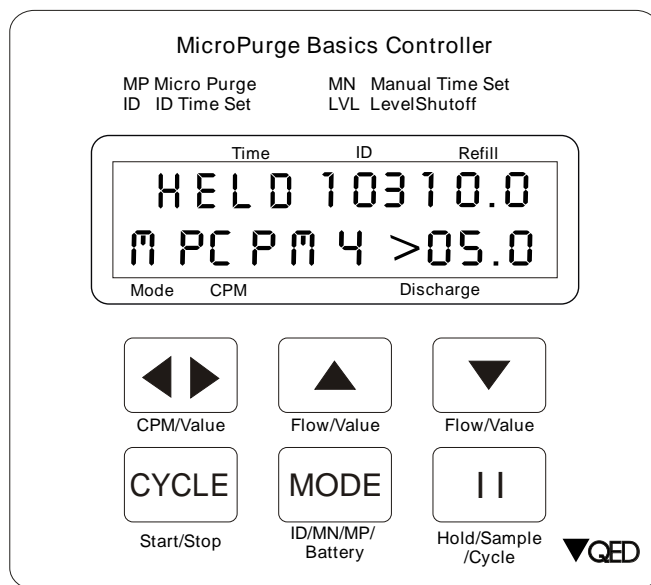 MicroPurge Basics Controller
MP Micro Purge MN Manual Time Set
ID ID Time Set LVL LevelShutoff
Time ID Refill
HELD 10310.0
MPCPM4 >05.0
Mode CPM Discharge
CPM/Value Flow/Value Flow/Value
CYCLE MODE II
Start/Stop ID/MN/MP/ Hold/Sample
Battery /Cycle
QED